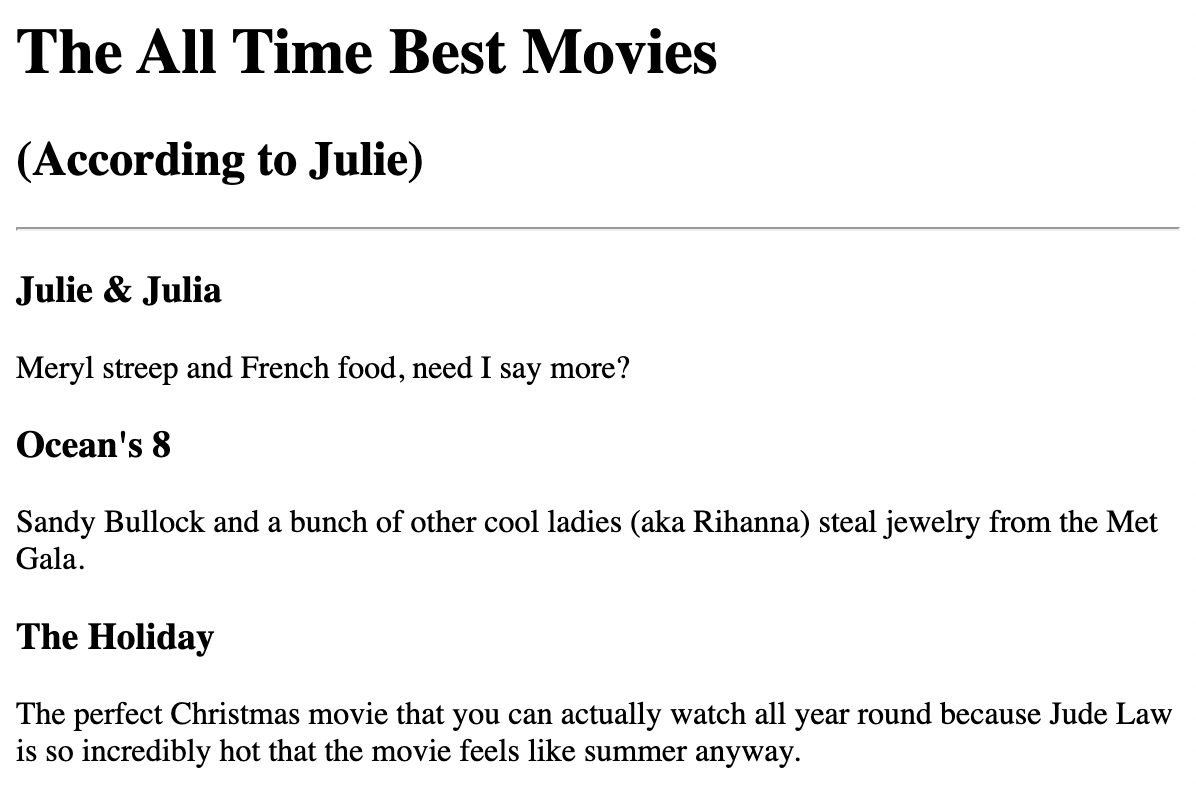 The All Time Best Movies
(According to Julie)
Julie & Julia
Meryl streep and French food, need I say more?
Ocean's 8
Sandy Bullock and a bunch of other cool ladies (aka Rihanna) steal jewelry from the Met
Gala.
The Holiday
The perfect Christmas movie that you can actually watch all year round because Jude Law
is so incredibly hot that the movie feels like summer anyway.